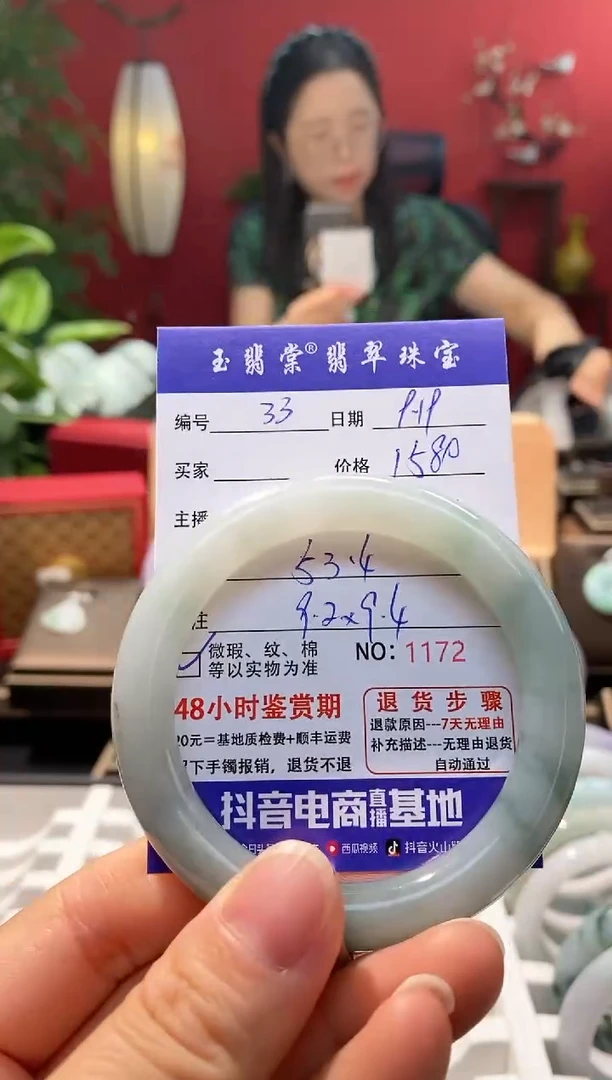 玉翡棠® 翡翠珠宝
编号 33 日期 9.19
买家 价格 1580
主播
53.4
注 9.2×9.4
微瑕、纹、棉 NO: 1172
等以实物为准
48小时鉴赏期
退货步骤
0元=基地质检费+顺丰运费
退款原因---7天无理由
下手镯报销，退货不退
补充描述---无理由退货
自动通过
抖音电商直播基地
西瓜视频 抖音火山